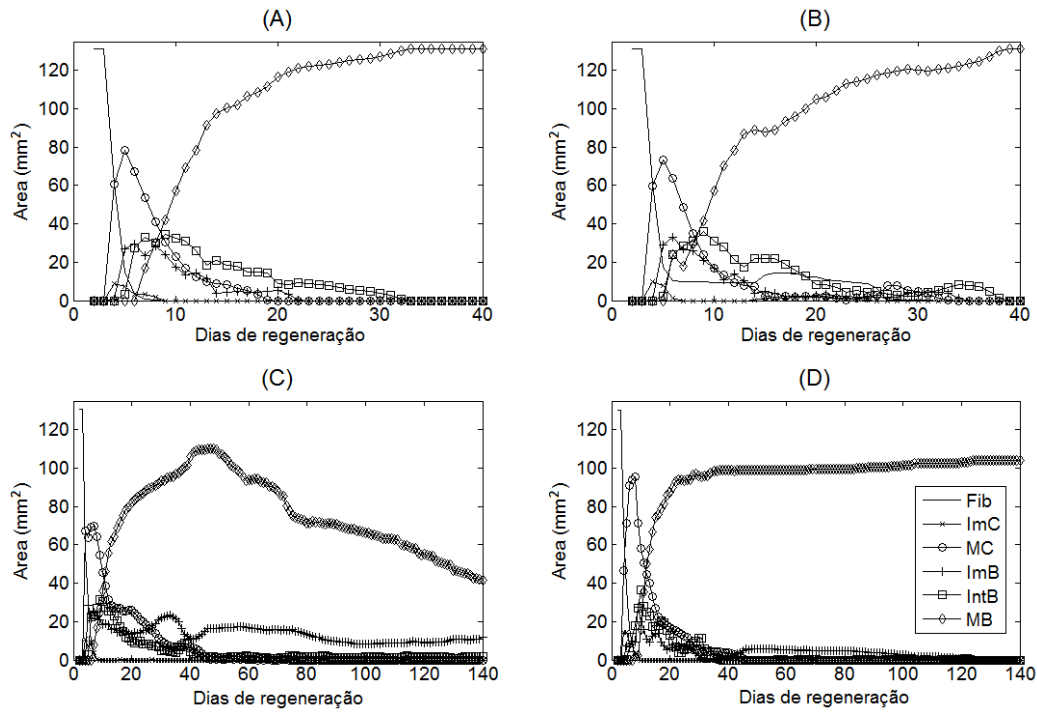 (A)
Area (mm²)
120
100
80
60
40
20
0
0 10 20 30 40
Dias de regeneração
(B)
Area (mm²)
120
100
80
60
40
20
0
0 10 20 30 40
Dias de regeneração
(C)
Area (mm²)
120
100
80
60
40
20
0
0 20 40 60 80 100 120 140
Dias de regeneração
(D)
Area (mm²)
120
100
80
60
40
20
0
0 20 40 60 80 100 120 140
Dias de regeneração
Fib
ImC
MC
ImB
IntB
MB